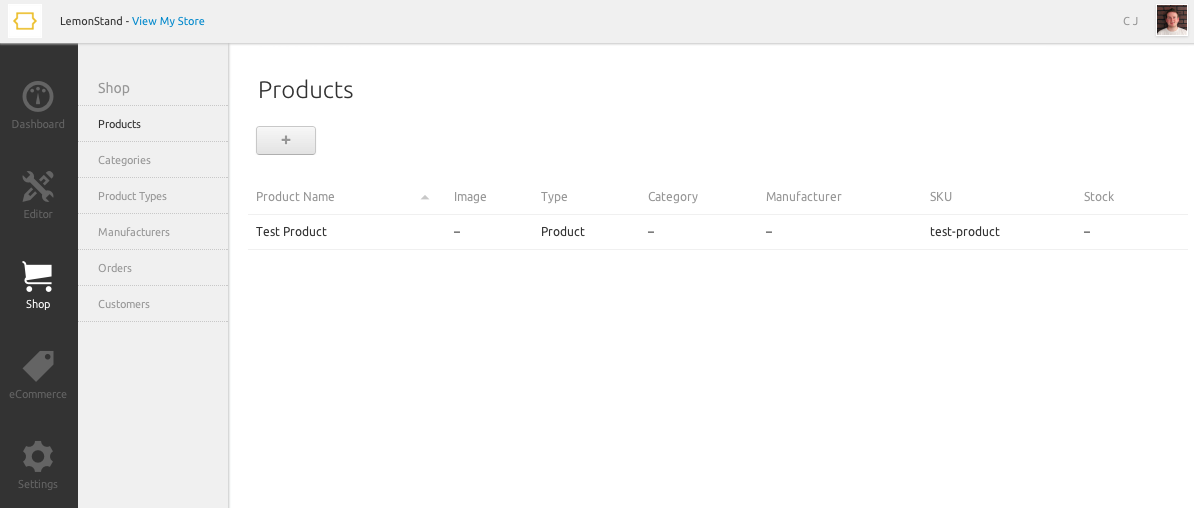 LemonStand - View My Store
C J
Dashboard
Editor
Shop
eCommerce
Settings
Shop
Products
Categories
Product Types
Manufacturers
Orders
Customers
Products
+
Product Name Image Type Category Manufacturer SKU Stock
Test Product – Product – – test-product –